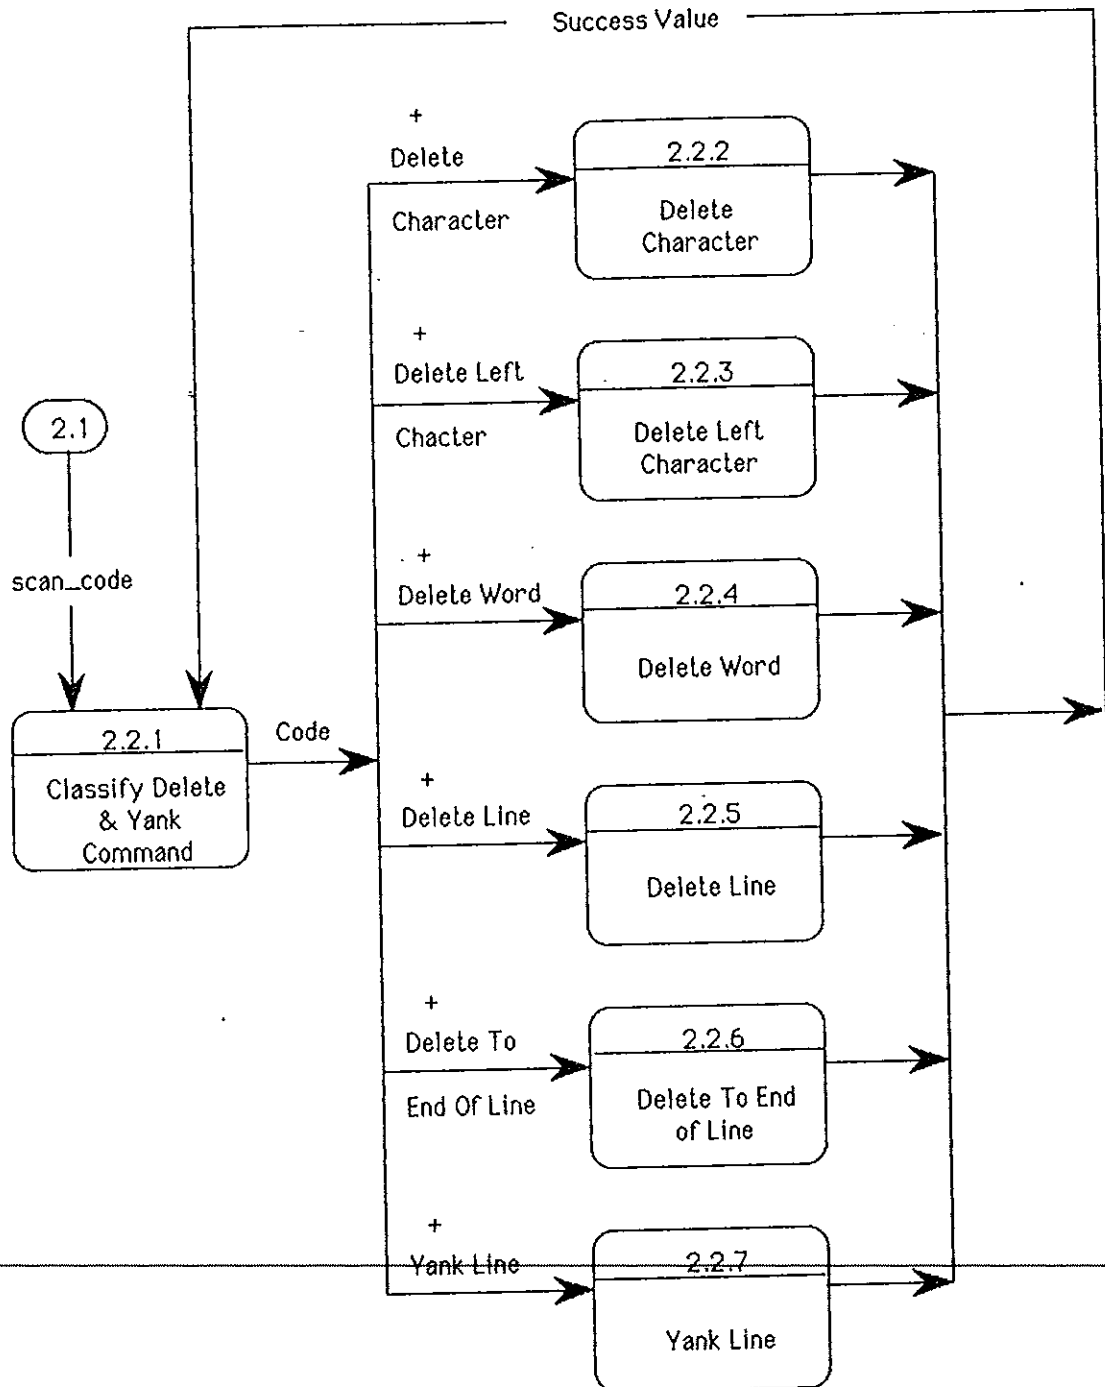 Success Value
+
Delete
Character
2.2.2
Delete
Character
+
Delete Left
Chacter
2.2.3
Delete Left
Character
2.1
scan_code
+
Delete Word
2.2.4
Delete Word
2.2.1
Classify Delete
& Yank
Command
Code
+
Delete Line
2.2.5
Delete Line
+
Delete To
End Of Line
2.2.6
Delete To End
of Line
+
Yank Line
2.2.7
Yank Line